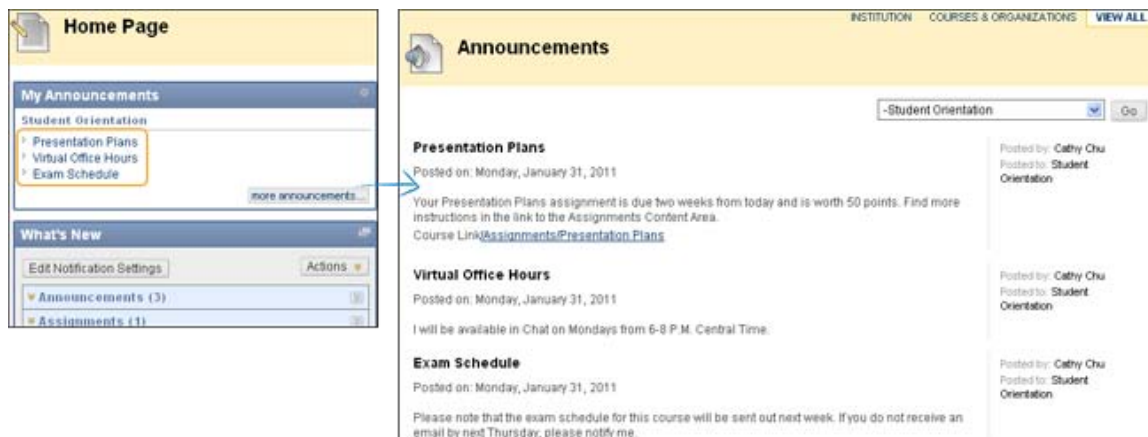 Home Page
My Announcements
Student Orientation
Presentation Plans
Virtual Office Hours
Exam Schedule
more announcements...
What's New
Edit Notification Settings
Actions
Announcements (3)
Assignments (1)
INSTITUTION COURSES & ORGANIZATIONS VIEW ALL
Announcements
-Student Orientation Go
Presentation Plans
Posted on: Monday, January 31, 2011
Your Presentation Plans assignment is due two weeks from today and is worth 50 points. Find more
instructions in the link to the Assignments Content Area.
Course Link/Assignments/Presentation Plans
Posted by: Cathy Chu
Posted to: Student
Orientation
Virtual Office Hours
Posted on: Monday, January 31, 2011
I will be available in Chat on Mondays from 6-8 P.M. Central Time.
Posted by: Cathy Chu
Posted to: Student
Orientation
Exam Schedule
Posted on: Monday, January 31, 2011
Please note that the exam schedule for this course will be sent out next week. If you do not receive an
email by next Thursday, please notify me.
Posted by: Cathy Chu
Posted to: Student
Orientation